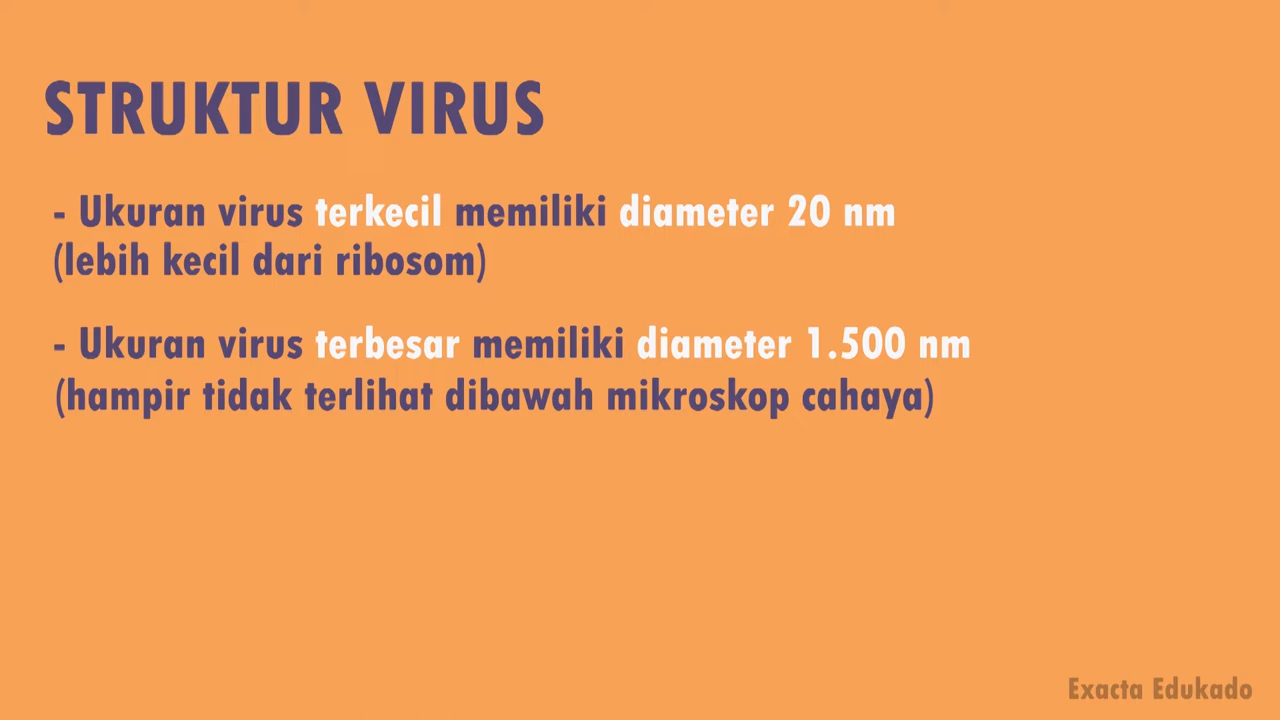 STRUKTUR VIRUS
- Ukuran virus terkecil memiliki diameter 20 nm
(lebih kecil dari ribosom)
- Ukuran virus terbesar memiliki diameter 1.500 nm
(hampir tidak terlihat dibawah mikroskop cahaya)
Exacta Edukado